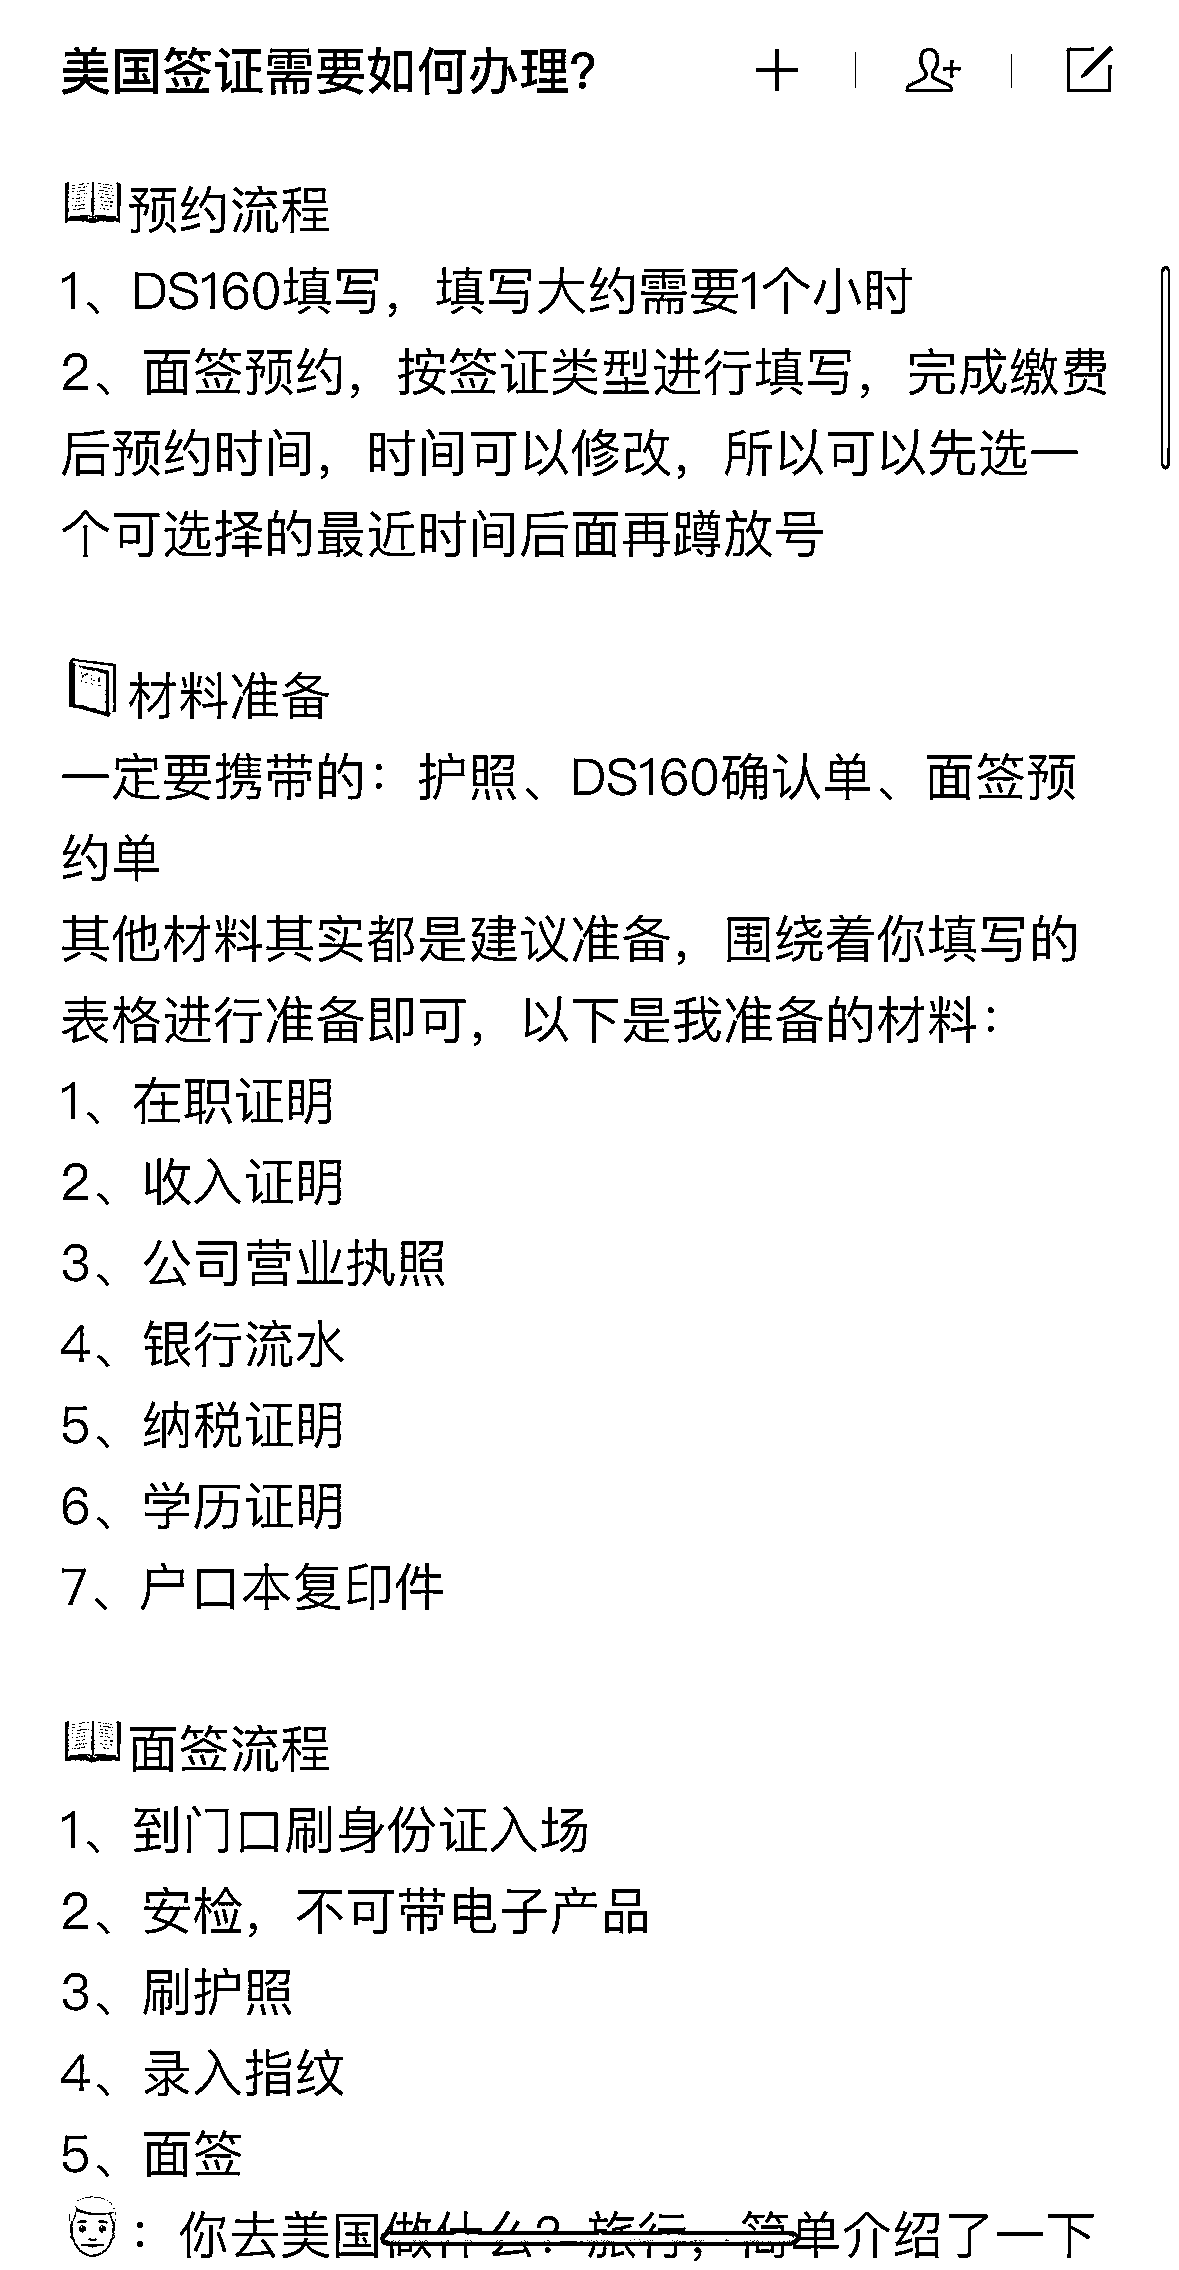 美国签证需要如何办理？
📖预约流程
1、DS160填写，填写大约需要1个小时
2、面签预约，按签证类型进行填写，完成缴费
后预约时间，时间可以修改，所以可以先选一
个可选择的最近时间后面再蹲放号
材料准备
一定要携带的：护照、DS160确认单、面签预
约单
其他材料其实都是建议准备，围绕着你填写的
表格进行准备即可，以下是我准备的材料：
1、在职证明
2、收入证明
3、公司营业执照
4、银行流水
5、纳税证明
6、学历证明
7、户口本复印件
📖面签流程
1、到门口刷身份证入场
2、安检，不可带电子产品
3、刷护照
4、录入指纹
5、面签
：你去美国做什么？旅行，简单介绍了一下